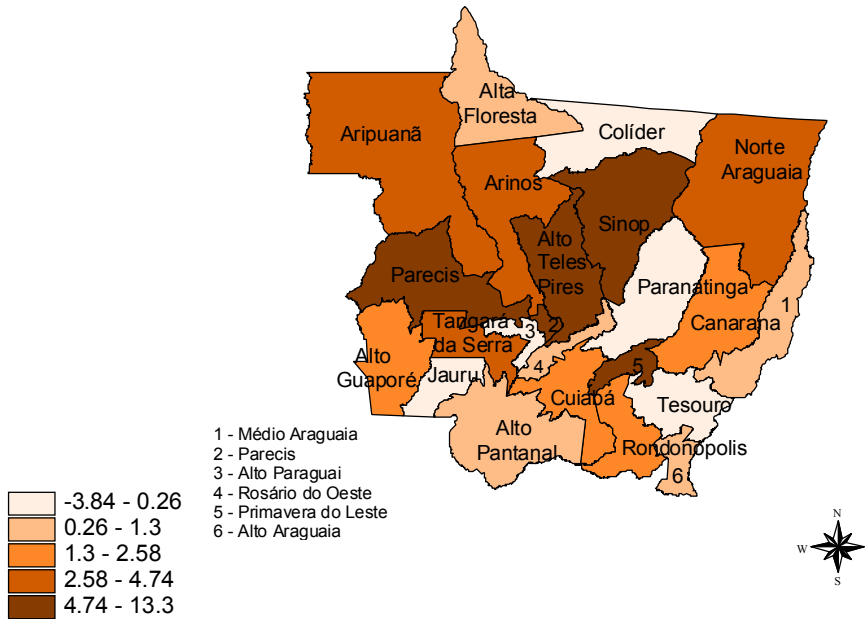 Alta
Floresta
Aripuanã
Colíder
Norte
Araguaia
Arinos
Sinop
Alto
Teles
Pires
Parecis
Paranatinga
1
Canarana
2
3
Tangará
da Serra
4
5
Alto
Guaporé
Jauru
Cuiabá
Tesouro
Alto
Pantanal
Rondonópolis
6
1 - Médio Araguaia
2 - Parecis
3 - Alto Paraguai
4 - Rosário do Oeste
5 - Primavera do Leste
6 - Alto Araguaia
-3.84 - 0.26
0.26 - 1.3
1.3 - 2.58
2.58 - 4.74
4.74 - 13.3
N
W
E
S